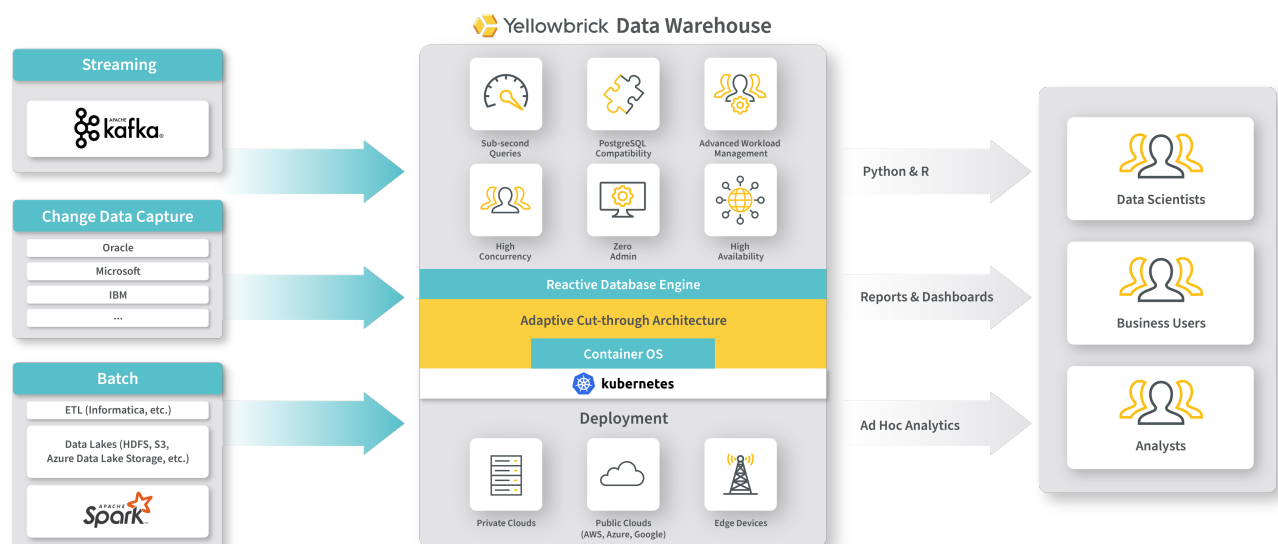 Yellowbrick Data Warehouse
Streaming
APACHE
kafka®
Change Data Capture
Oracle
Microsoft
IBM
...
Batch
ETL (Informatica, etc.)
Data Lakes (HDFS, S3,
Azure Data Lake Storage, etc.)
APACHE
Spark™
Sub-second
Queries
PostgreSQL
Compatibility
Advanced Workload
Management
High
Concurrency
Zero
Admin
High
Availability
Reactive Database Engine
Adaptive Cut-through Architecture
Container OS
kubernetes
Deployment
Private Clouds
Public Clouds
(AWS, Azure, Google)
Edge Devices
Python & R
Reports & Dashboards
Ad Hoc Analytics
Data Scientists
Business Users
Analysts